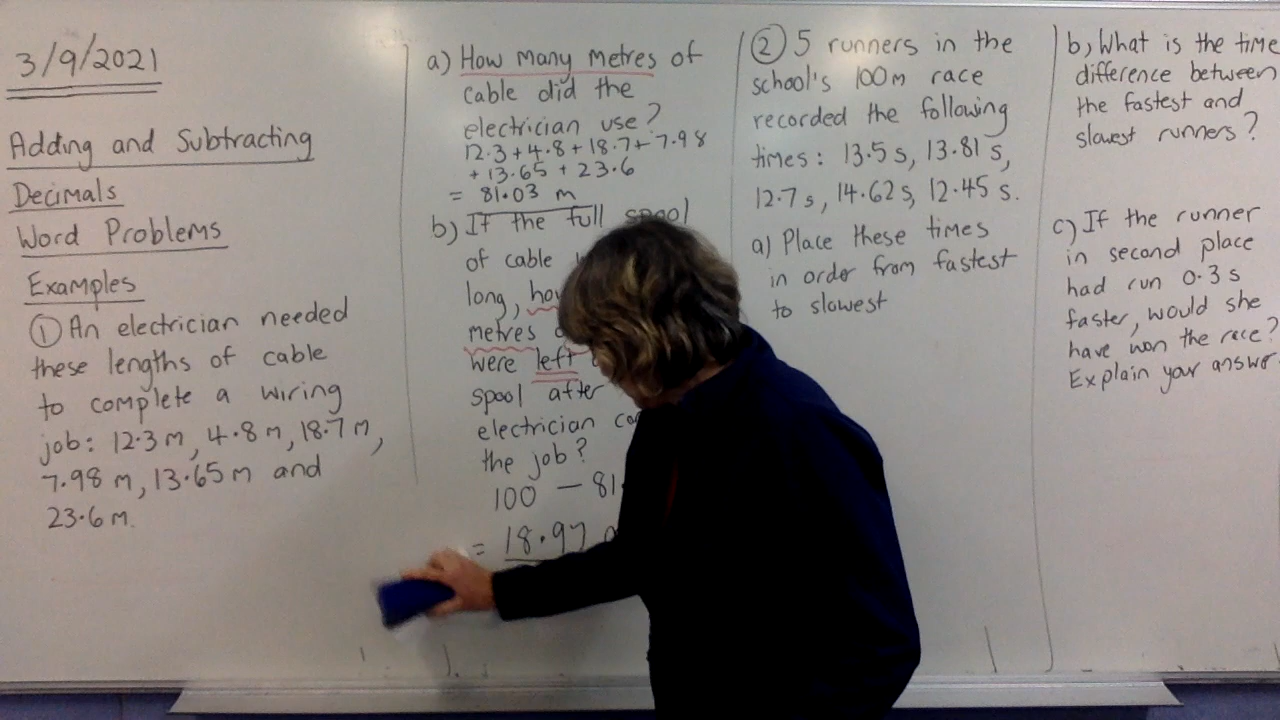 3/9/2021
Adding and Subtracting
Decimals
Word Problems
Examples
① An electrician needed
these lengths of cable
to complete a wiring
job: 12.3 m, 4.8 m, 18.7 m,
7.98 m, 13.65 m and
23.6 m.
a) How many metres of
cable did the
electrician use?
12.3 + 4.8 + 18.7 + 7.98
+ 13.65 + 23.6
= 81.03 m
b) If the full spool
of cable
long,
metres
were left
spool after
electrician
the job?
100 - 81.
= 18.97
② 5 runners in the
school's 100m race
recorded the following
times: 13.5 s, 13.81 s,
12.7 s, 14.62 s, 12.45 s.
a) Place these times
in order from fastest
to slowest
b, What is the time
difference between
the fastest and
slowest runners?
c) If the runner
in second place
had run 0.3 s
faster, would she
have won the race?
Explain your answer.